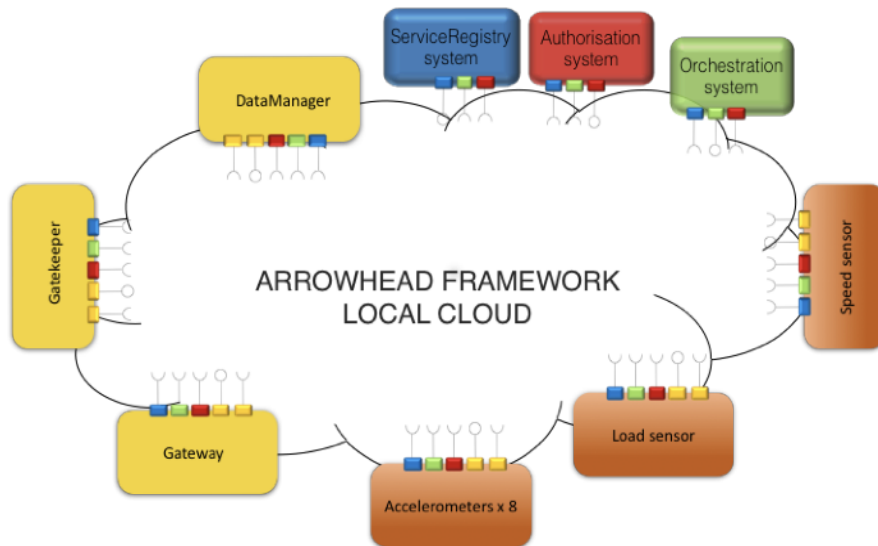 ServiceRegistry
system
Authorisation
system
Orchestration
system
DataManager
Gatekeeper
Speed sensor
ARROWHEAD FRAMEWORK
LOCAL CLOUD
Load sensor
Gateway
Accelerometers x 8